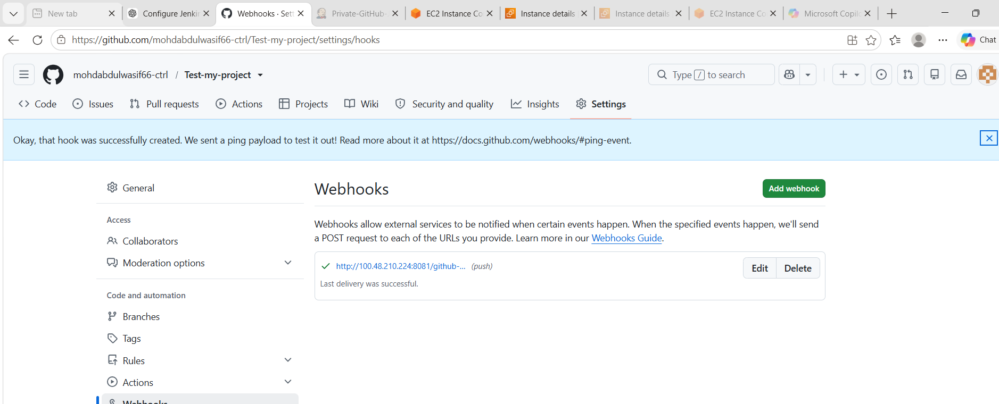 New tab
Configure Jenkin
Webhooks · Sett
Private-GitHub-
EC2 Instance Co
Instance details
Instance details
EC2 Instance Co
Microsoft Copilo
https://github.com/mohdabdulwasif66-ctrl/Test-my-project/settings/hooks
Chat
mohdabdulwasif66-ctrl / Test-my-project
Type / to search
Code
Issues
Pull requests
Actions
Projects
Wiki
Security and quality
Insights
Settings
Okay, that hook was successfully created. We sent a ping payload to test it out! Read more about it at https://docs.github.com/webhooks/#ping-event.
General
Access
Collaborators
Moderation options
Code and automation
Branches
Tags
Rules
Actions
Webhooks
Webhooks
Add webhook
Webhooks allow external services to be notified when certain events happen. When the specified events happen, we'll send
a POST request to each of the URLs you provide. Learn more in our Webhooks Guide.
http://100.48.210.224:8081/github-... (push)
Edit
Delete
Last delivery was successful.